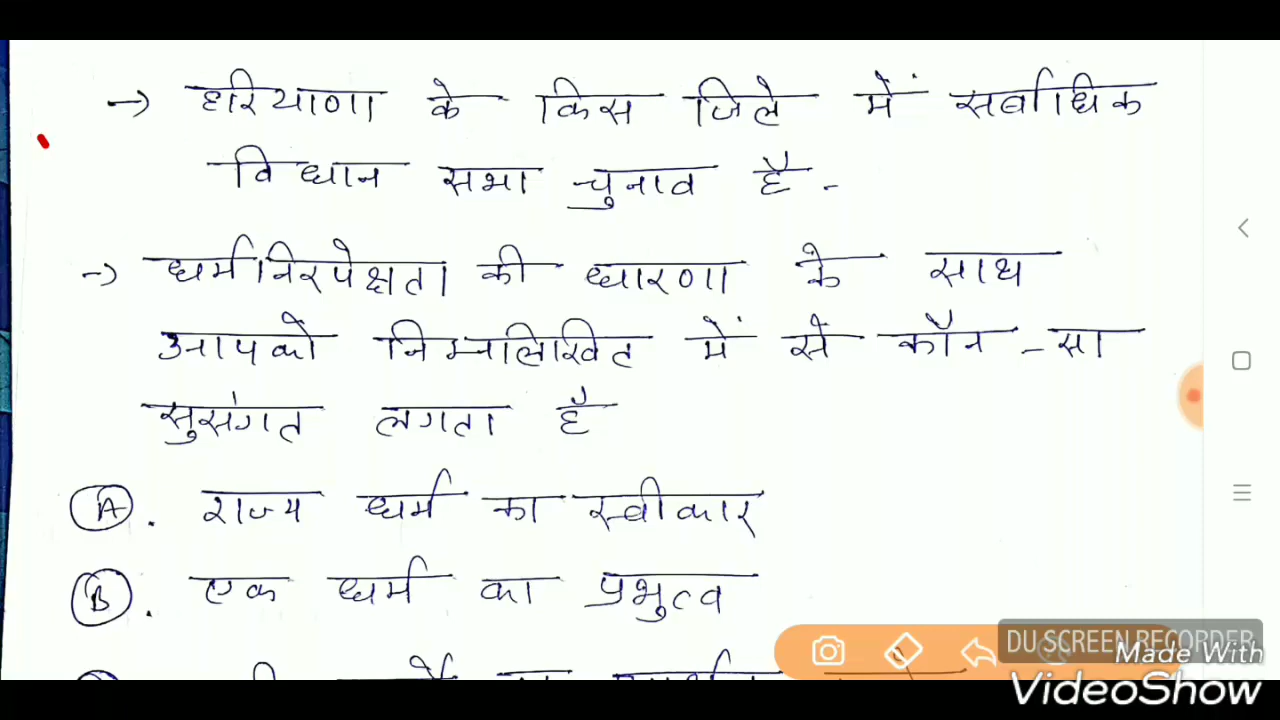 → हरियाणा के किस जिले में सर्वाधिक
विधान सभा चुनाव है -
→ धर्मनिरपेक्षता की धारणा के साथ
आपको निम्नलिखित में से कौन - सा
सुसंगत लगता है
A. राज्य धर्म का स्वीकार
B. एक धर्म का प्रभुत्व
DU SCREEN RECORDER
Made With
VideoShow